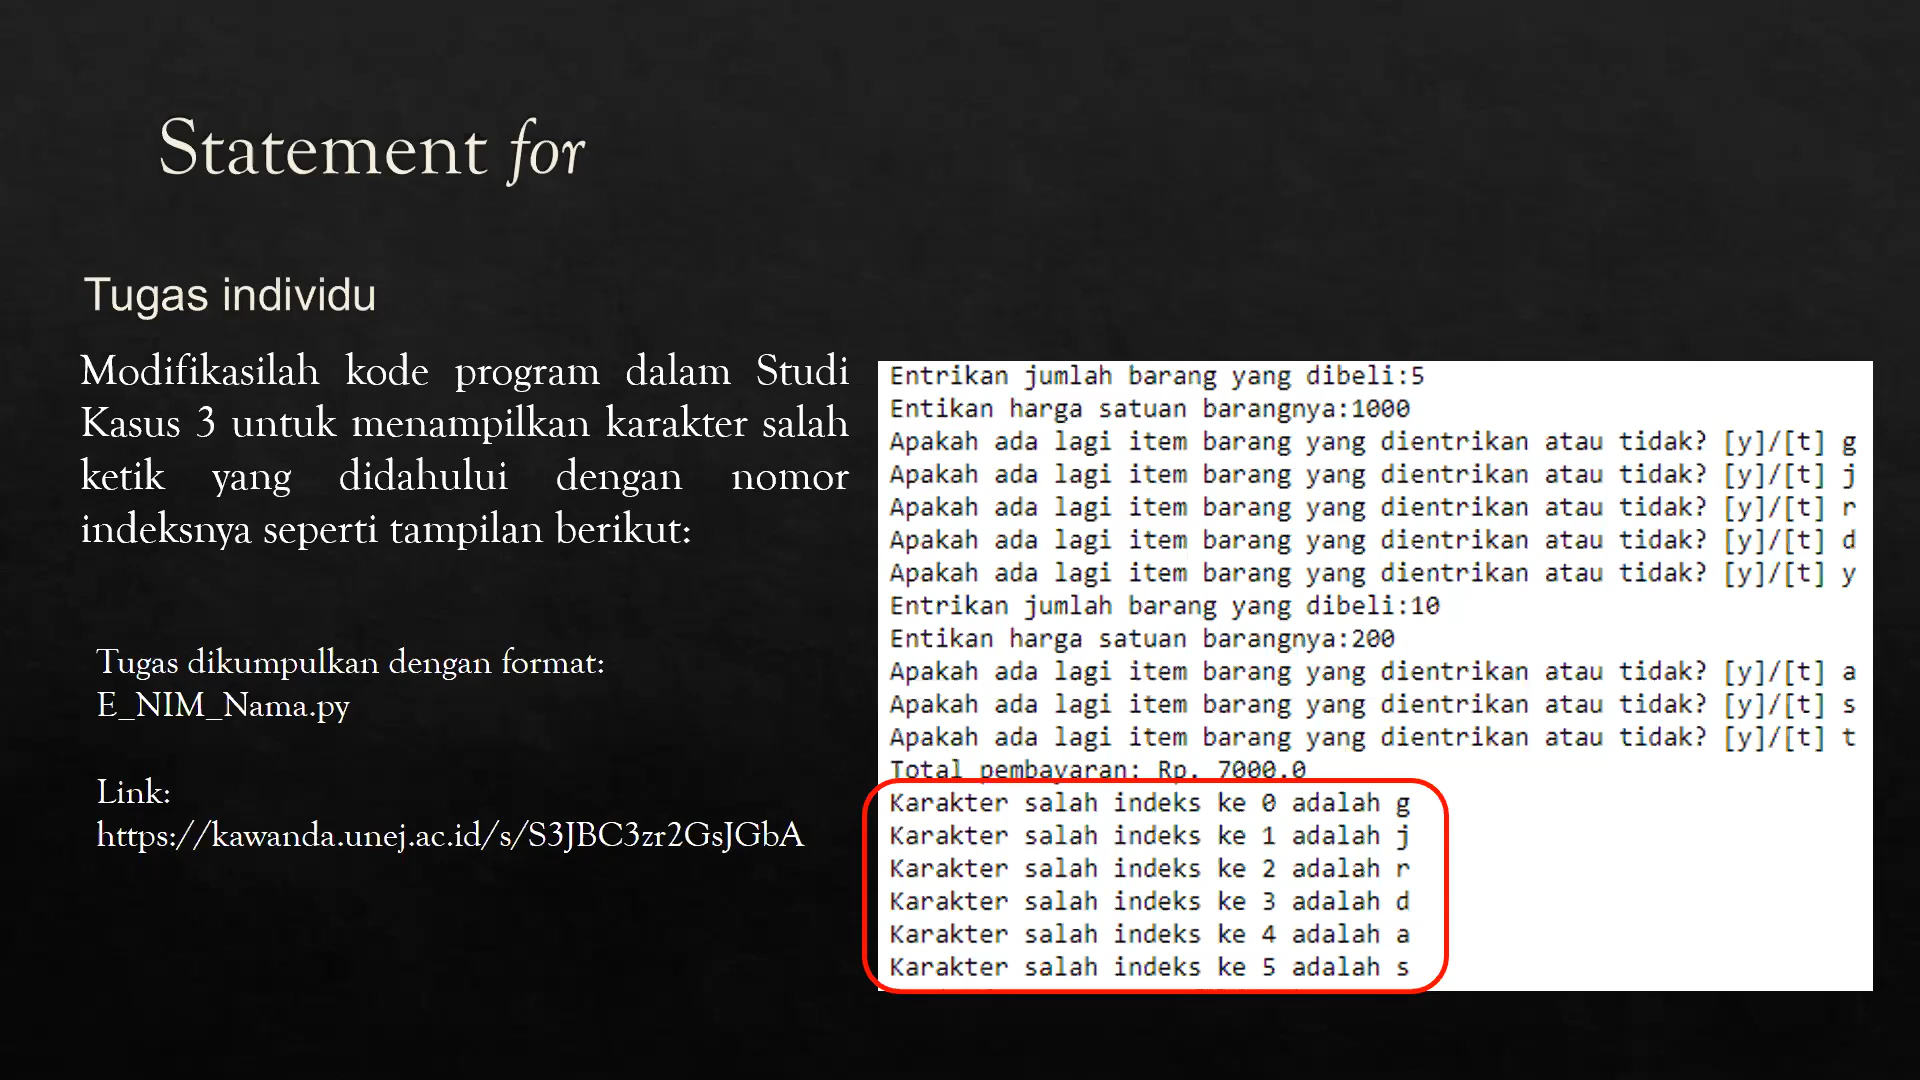 Statement for
Tugas individu
Modifikasilah kode program dalam Studi
Kasus 3 untuk menampilkan karakter salah
ketik yang didahului dengan nomor
indeksnya seperti tampilan berikut:
Tugas dikumpulkan dengan format:
E_NIM_Nama.py
Link:
https://kawanda.unej.ac.id/s/S3JBC3zr2GsJGbA
Entrikan jumlah barang yang dibeli:5
Entikan harga satuan barangnya:1000
Apakah ada lagi item barang yang dientrikan atau tidak? [y]/[t] g
Apakah ada lagi item barang yang dientrikan atau tidak? [y]/[t] j
Apakah ada lagi item barang yang dientrikan atau tidak? [y]/[t] r
Apakah ada lagi item barang yang dientrikan atau tidak? [y]/[t] d
Apakah ada lagi item barang yang dientrikan atau tidak? [y]/[t] y
Entrikan jumlah barang yang dibeli:10
Entikan harga satuan barangnya:200
Apakah ada lagi item barang yang dientrikan atau tidak? [y]/[t] a
Apakah ada lagi item barang yang dientrikan atau tidak? [y]/[t] s
Apakah ada lagi item barang yang dientrikan atau tidak? [y]/[t] t
Total pembayaran: Rp. 7000.0
Karakter salah indeks ke 0 adalah g
Karakter salah indeks ke 1 adalah j
Karakter salah indeks ke 2 adalah r
Karakter salah indeks ke 3 adalah d
Karakter salah indeks ke 4 adalah a
Karakter salah indeks ke 5 adalah s